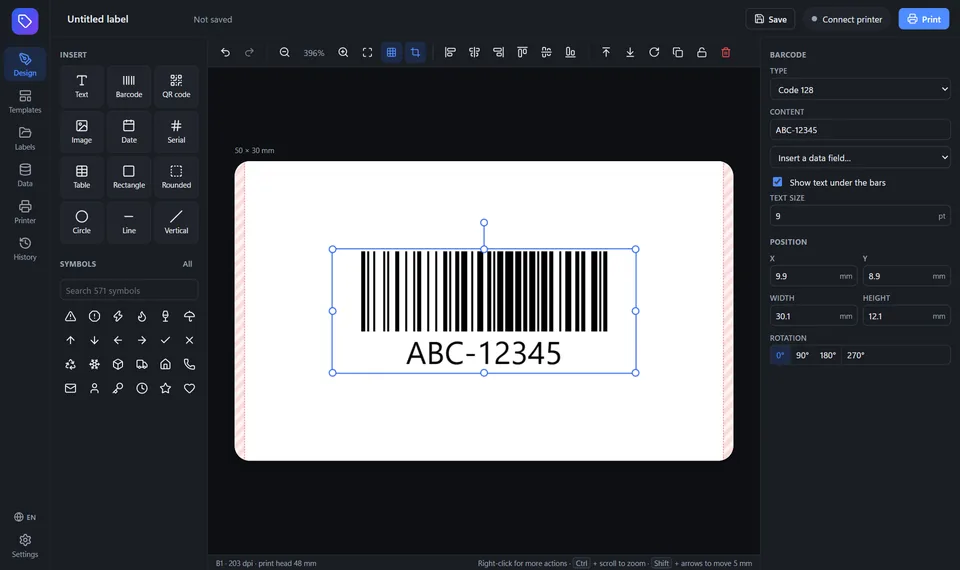 Untitled label
Not saved
Save
Connect printer
Print
Design
Templates
Labels
Data
Printer
History
EN
Settings
INSERT
Text
Barcode
QR code
Image
Date
Serial
Table
Rectangle
Rounded
Circle
Line
Vertical
SYMBOLS
All
Search 571 symbols
396%
50 × 30 mm
ABC-12345
B1 · 203 dpi · print head 48 mm
Right-click for more actions · Ctrl + scroll to zoom · Shift + arrows to move 5 mm
BARCODE
TYPE
Code 128
CONTENT
ABC-12345
Insert a data field...
Show text under the bars
TEXT SIZE
9 pt
POSITION
X Y
9.9 mm 8.9 mm
WIDTH HEIGHT
30.1 mm 12.1 mm
ROTATION
0° 90° 180° 270°